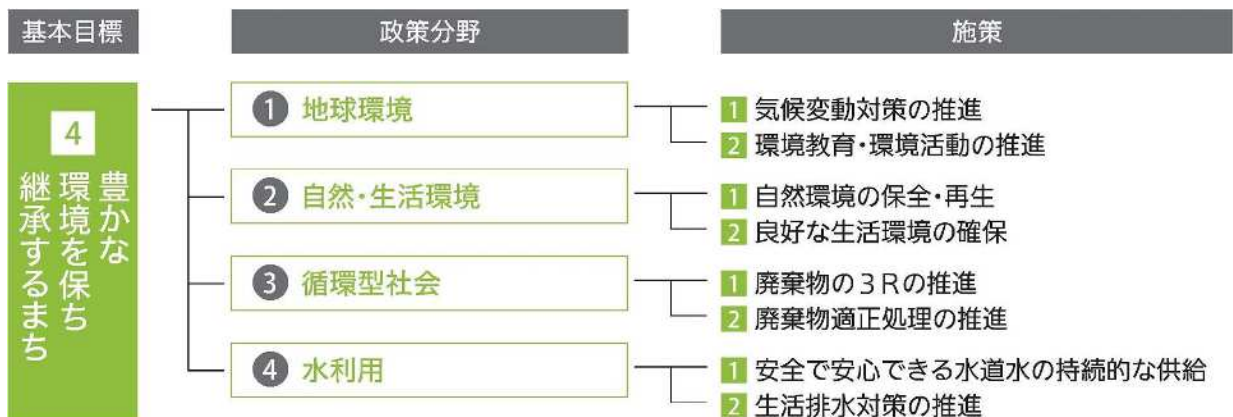 基本目標
政策分野
施策
4
豊かな
環境を保ち
継承するまち
1 地球環境
1 気候変動対策の推進
2 環境教育・環境活動の推進
2 自然・生活環境
1 自然環境の保全・再生
2 良好な生活環境の確保
3 循環型社会
1 廃棄物の3Rの推進
2 廃棄物適正処理の推進
4 水利用
1 安全で安心できる水道水の持続的な供給
2 生活排水対策の推進